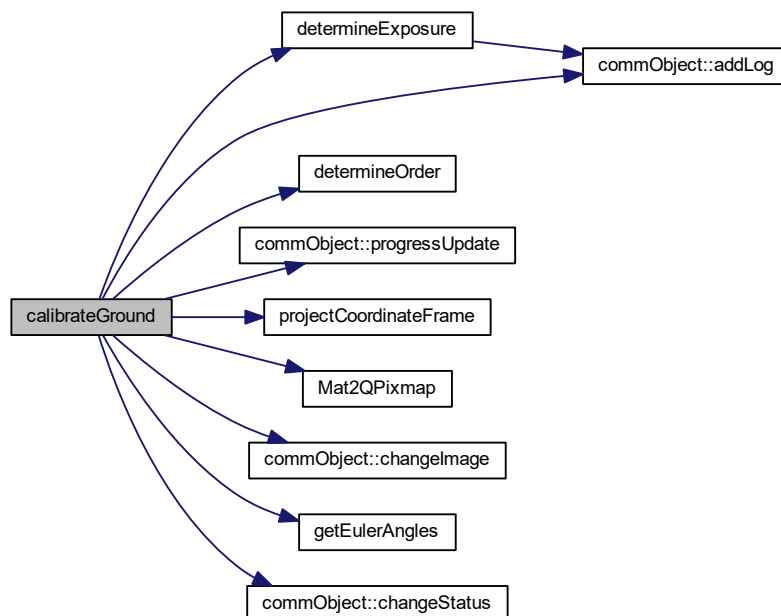 determineExposure
commObject::addLog
determineOrder
commObject::progressUpdate
calibrateGround
projectCoordinateFrame
Mat2QPixmap
commObject::changeImage
getEulerAngles
commObject::changeStatus